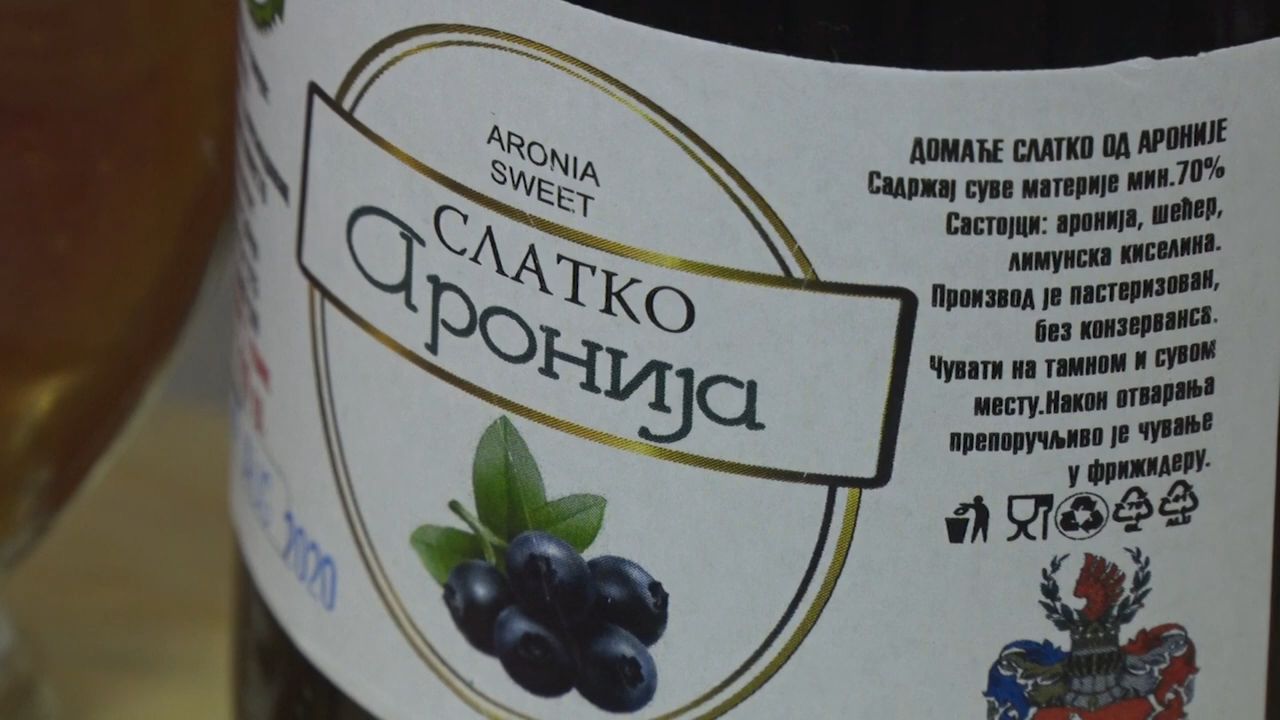 ARONIA
SWEET
СЛАТКО
аронија
ДОМАЋЕ СЛАТКО ОД АРОНИЈЕ
Садржај суве материје мин.70%
Састојци: аронија, шећер,
лимунска киселина.
Производ је пастеризован,
без конзерванса.
Чувати на тамном и сувом
месту.Након отварања
препоручљиво је чување
у фрижидеру.
2020